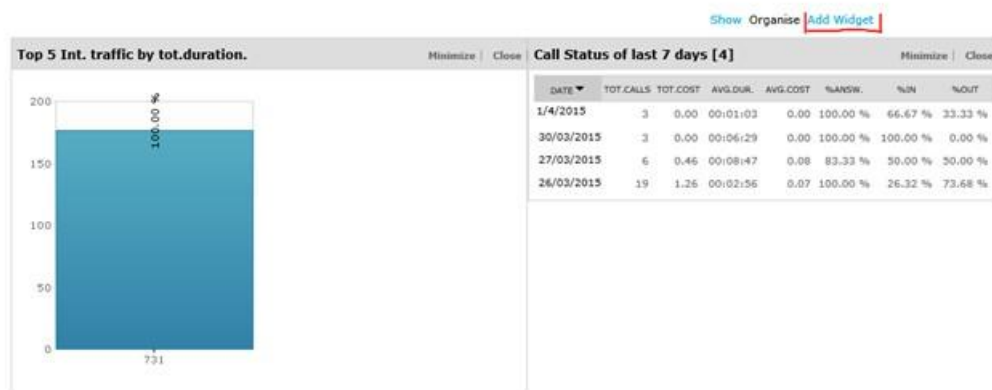 Show Organise Add Widget
Top 5 Int. traffic by tot.duration. Minimize | Close
100.00 %
200
150
100
50
0
731
Call Status of last 7 days [4] Minimize | Close
DATE TOT.CALLS TOT.COST AVG.DUR. AVG.COST %ANSW. %IN %OUT
1/4/2015 3 0.00 00:01:03 0.00 100.00 % 66.67 % 33.33 %
30/03/2015 3 0.00 00:06:29 0.00 100.00 % 100.00 % 0.00 %
27/03/2015 6 0.46 00:08:47 0.08 83.33 % 50.00 % 50.00 %
26/03/2015 19 1.26 00:02:56 0.07 100.00 % 26.32 % 73.68 %